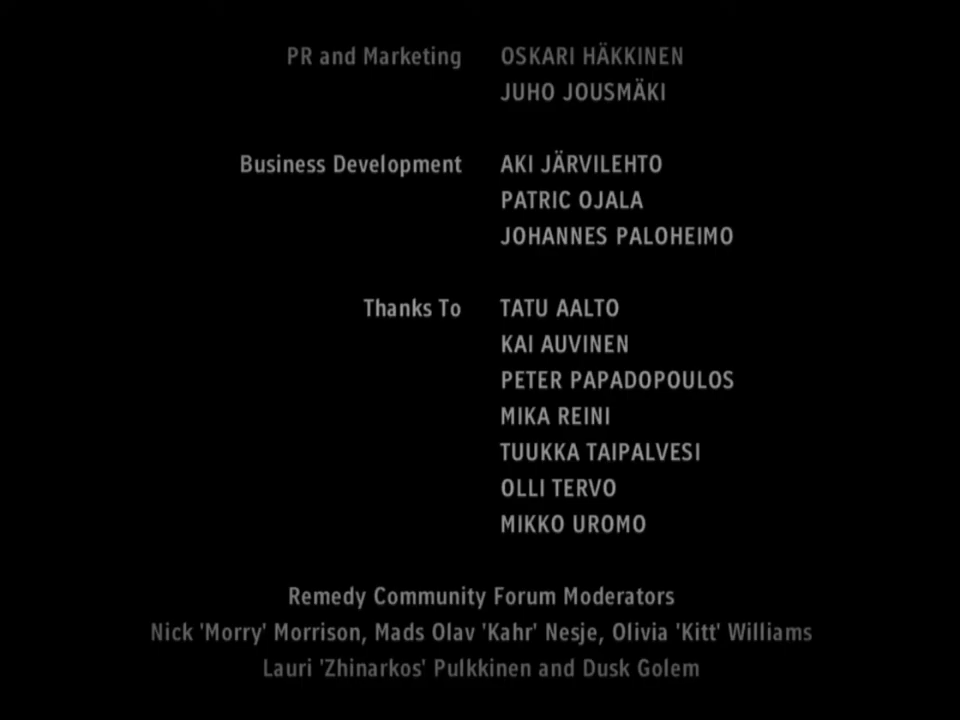 PR and Marketing OSKARI HÄKKINEN
JUHO JOUSMÄKI
Business Development AKI JÄRVILEHTO
PATRIC OJALA
JOHANNES PALOHEIMO
Thanks To TATU AALTO
KAI AUVINEN
PETER PAPADOPOULOS
MIKA REINI
TUUKKA TAIPALVESI
OLLI TERVO
MIKKO UROMO
Remedy Community Forum Moderators
Nick 'Morry' Morrison, Mads Olav 'Kahr' Nesje, Olivia 'Kitt' Williams
Lauri 'Zhinarkos' Pulkkinen and Dusk Golem